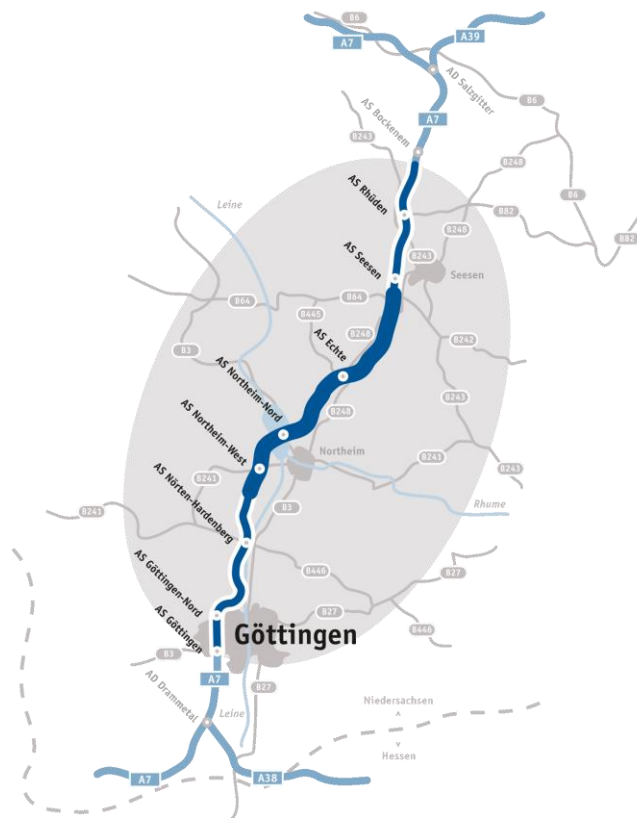 B6
A7
A39
AD Salzgitter
B6
A7
AS Bockenem
B243
B248
B6
AS Rhüden
Leine
B82
B248
B82
AS Seesen
B243
Seesen
B64
B64
B445
B248
B3
B242
AS Echte
AS Northeim-Nord
B243
B248
AS Northeim-West
Northeim
B241
B241
B243
AS Nörten-Hardenberg
B3
Rhume
B241
B446
B27
AS Göttingen-Nord
B27
B446
AS Göttingen
Göttingen
B3
A7
B27
AD Drammetal
Leine
Niedersachsen
Hessen
A7
A38